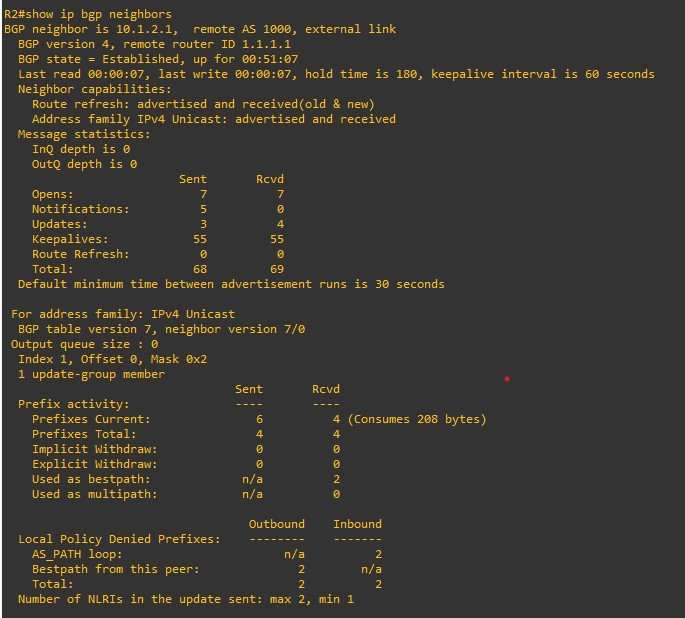 R2#show ip bgp neighbors
BGP neighbor is 10.1.2.1,  remote AS 1000, external link
  BGP version 4, remote router ID 1.1.1.1
  BGP state = Established, up for 00:51:07
  Last read 00:00:07, last write 00:00:07, hold time is 180, keepalive interval is 60 seconds
  Neighbor capabilities:
    Route refresh: advertised and received(old & new)
    Address family IPv4 Unicast: advertised and received
  Message statistics:
    InQ depth is 0
    OutQ depth is 0
                         Sent       Rcvd
    Opens:                  7          7
    Notifications:          5          0
    Updates:                3          4
    Keepalives:            55         55
    Route Refresh:          0          0
    Total:                 68         69
  Default minimum time between advertisement runs is 30 seconds

 For address family: IPv4 Unicast
  BGP table version 7, neighbor version 7/0
 Output queue size : 0
  Index 1, Offset 0, Mask 0x2
  1 update-group member
                                 Sent       Rcvd
  Prefix activity:               ----       ----
    Prefixes Current:               6          4 (Consumes 208 bytes)
    Prefixes Total:                 4          4
    Implicit Withdraw:              0          0
    Explicit Withdraw:              0          0
    Used as bestpath:             n/a          2
    Used as multipath:            n/a          0

                                   Outbound    Inbound
  Local Policy Denied Prefixes:    --------    -------
    AS_PATH loop:                       n/a          2
    Bestpath from this peer:              2        n/a
    Total:                                2          2
  Number of NLRIs in the update sent: max 2, min 1